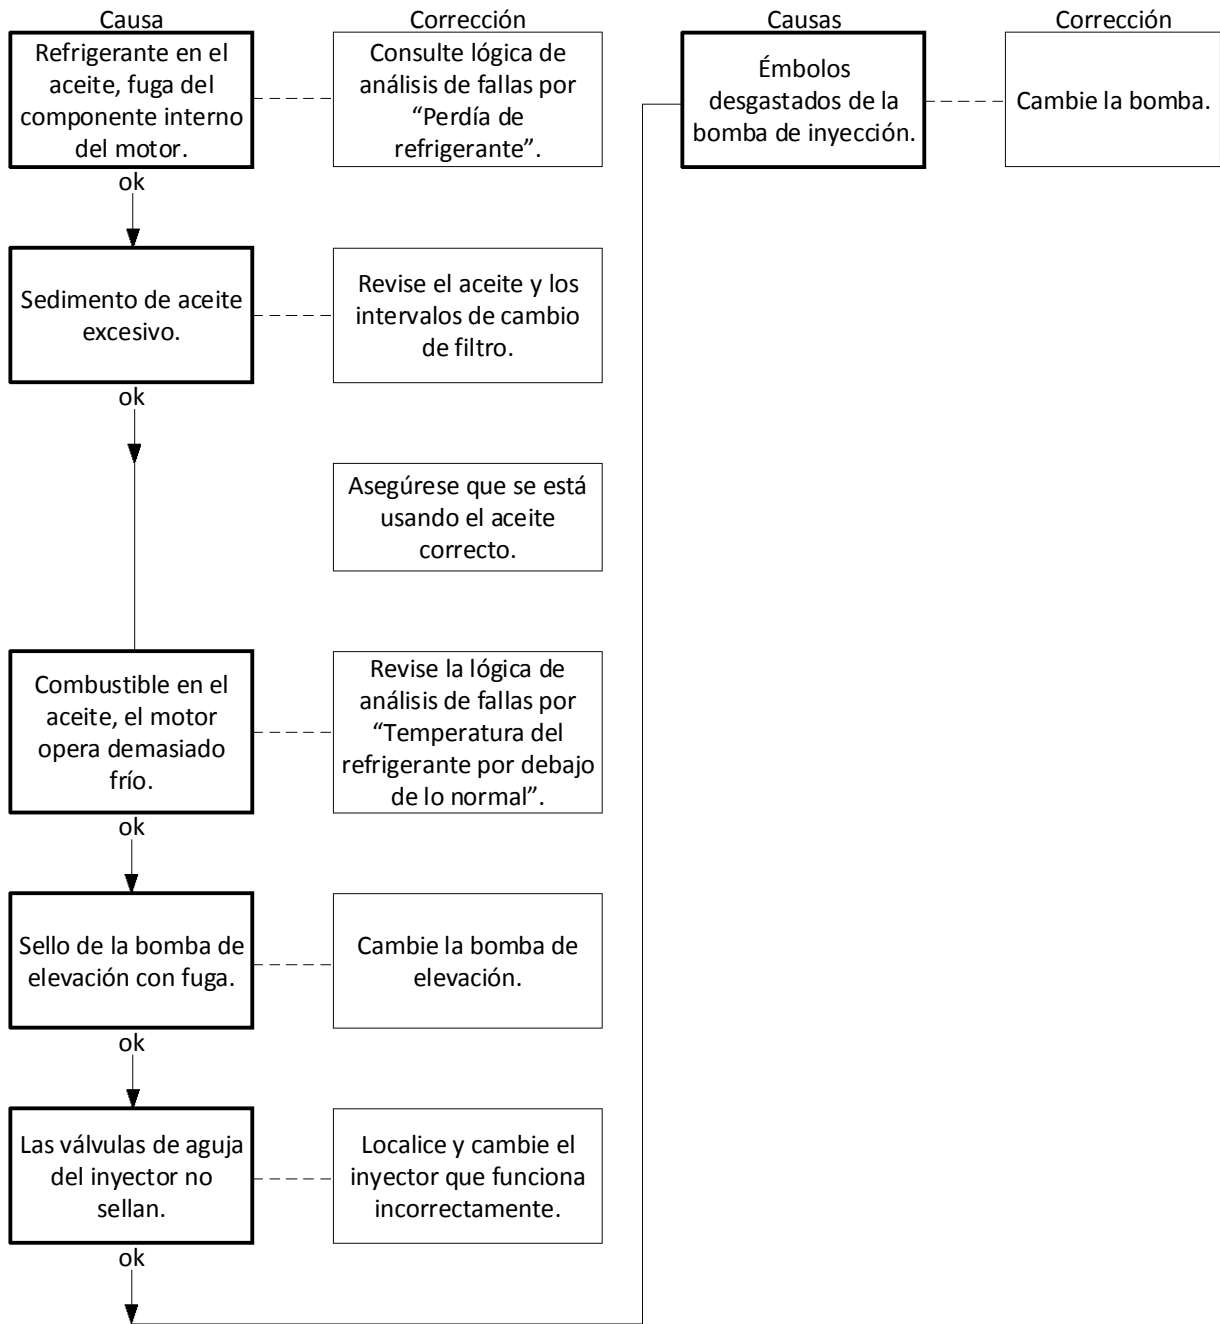 Causa
Corrección
Refrigerante en el
aceite, fuga del
componente interno
del motor.
Consulte lógica de
análisis de fallas por
“Perdía de
refrigerante”.
ok
Sedimento de aceite
excesivo.
Revise el aceite y los
intervalos de cambio
de filtro.
ok
Asegúrese que se está
usando el aceite
correcto.
Combustible en el
aceite, el motor
opera demasiado
frío.
Revise la lógica de
análisis de fallas por
“Temperatura del
refrigerante por debajo
de lo normal”.
ok
Sello de la bomba de
elevación con fuga.
Cambie la bomba de
elevación.
ok
Las válvulas de aguja
del inyector no
sellan.
Localice y cambie el
inyector que funciona
incorrectamente.
ok
Causas
Corrección
Émbolos
desgastados de la
bomba de inyección.
Cambie la bomba.